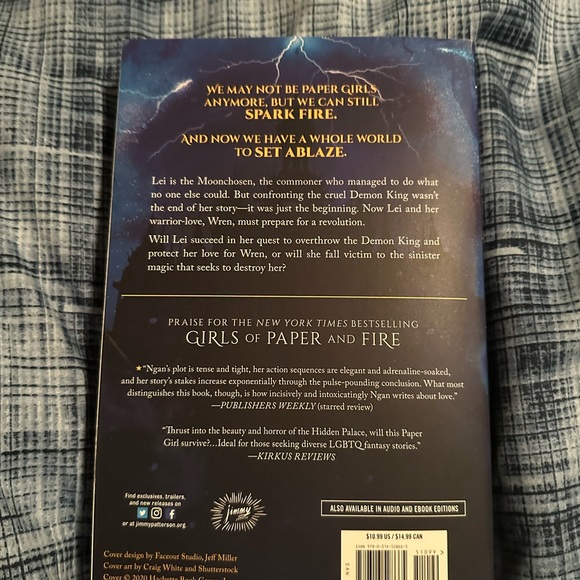 WE MAY NOT BE PAPER GIRLS
ANYMORE, BUT WE CAN STILL
SPARK FIRE.
AND NOW WE HAVE A WHOLE WORLD
TO SET ABLAZE.
Lei is the Moonchosen, the commoner who managed to do what
no one else could. But confronting the cruel Demon King wasn't
the end of her story—it was just the beginning. Now Lei and her
warrior-love, Wren, must prepare for a revolution.
Will Lei succeed in her quest to overthrow the Demon King and
protect her love for Wren, or will she fall victim to the sinister
magic that seeks to destroy her?
PRAISE FOR THE NEW YORK TIMES BESTSELLING
GIRLS OF PAPER AND FIRE
★"Ngan's plot is tense and tight, her action sequences are elegant and adrenaline-soaked,
and her story's stakes increase exponentially through the pulse-pounding conclusion. What most
distinguishes this book, though, is how incisively and intoxicatingly Ngan writes about love."
—PUBLISHERS WEEKLY (starred review)
"Thrust into the beauty and horror of the Hidden Palace, will this Paper
Girl survive?...Ideal for those seeking diverse LGBTQ fantasy stories."
—KIRKUS REVIEWS
Find exclusives, trailers,
and new releases on
or at jimmypatterson.org.
jimmy
ALSO AVAILABLE IN AUDIO AND EBOOK EDITIONS
$10.99 US / $14.99 CAN
Cover design by Faceout Studio, Jeff Miller
Cover art by Craig White and Shutterstock
Cover © 2020 Hachette Book